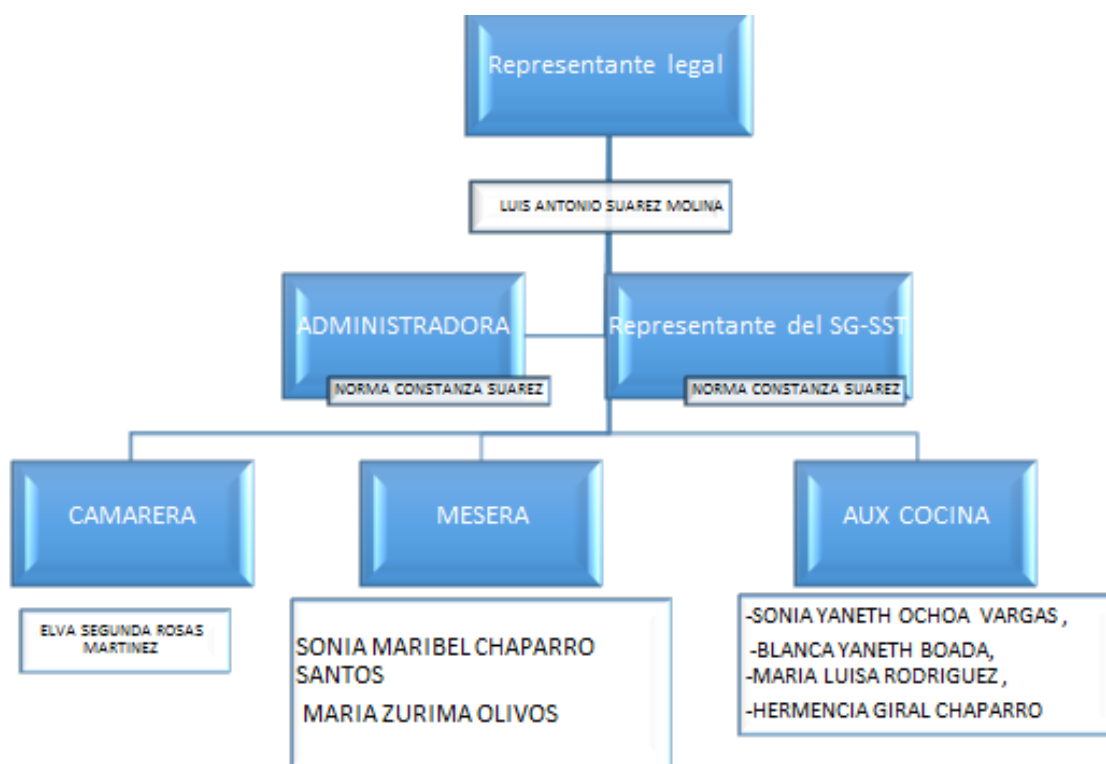 Representante legal
LUIS ANTONIO SUAREZ MOLINA
ADMINISTRADORA
NORMA CONSTANZA SUAREZ
Representante del SG-SST
NORMA CONSTANZA SUAREZ
CAMARERA
ELVA SEGUNDA ROSAS
MARTINEZ
MESERA
SONIA MARIBEL CHAPARRO
SANTOS
MARIA ZURIMA OLIVOS
AUX COCINA
-SONIA YANETH OCHOA VARGAS ,
-BLANCA YANETH BOADA,
-MARIA LUISA RODRIGUEZ ,
-HERMENCIA GIRAL CHAPARRO